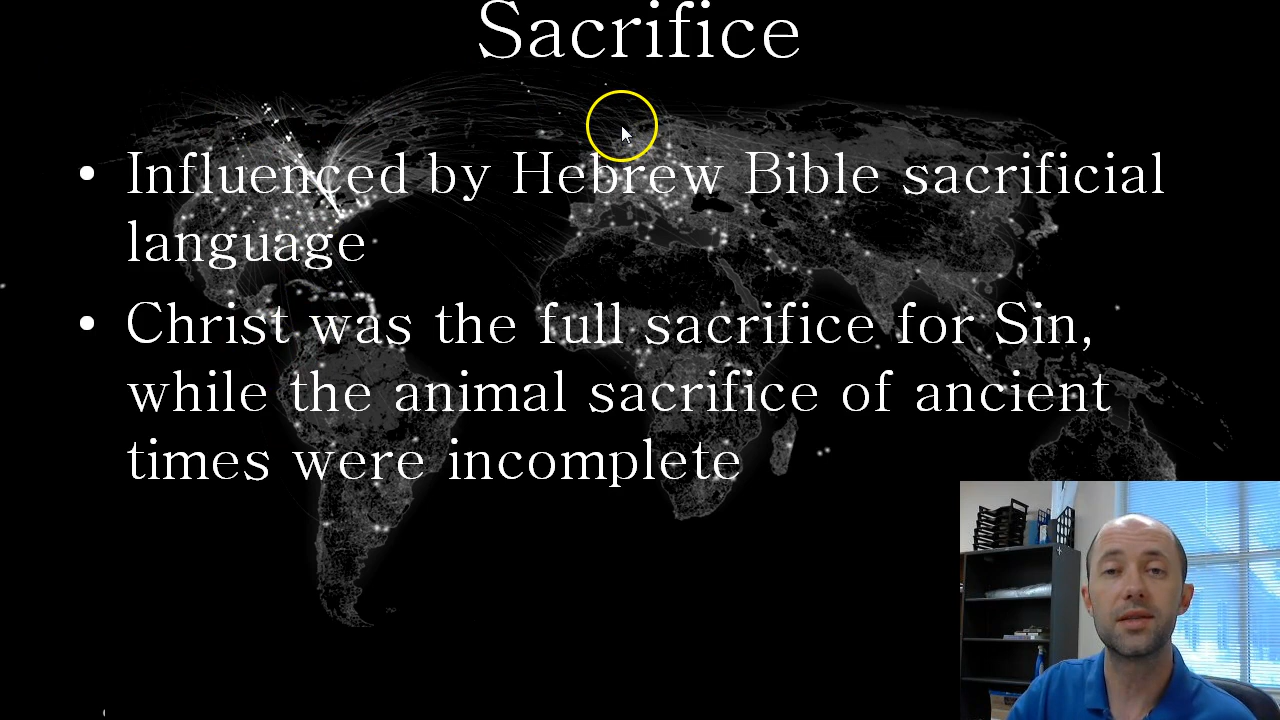 Sacrifice
• Influenced by Hebrew Bible sacrificial
language
• Christ was the full sacrifice for Sin,
while the animal sacrifice of ancient
times were incomplete